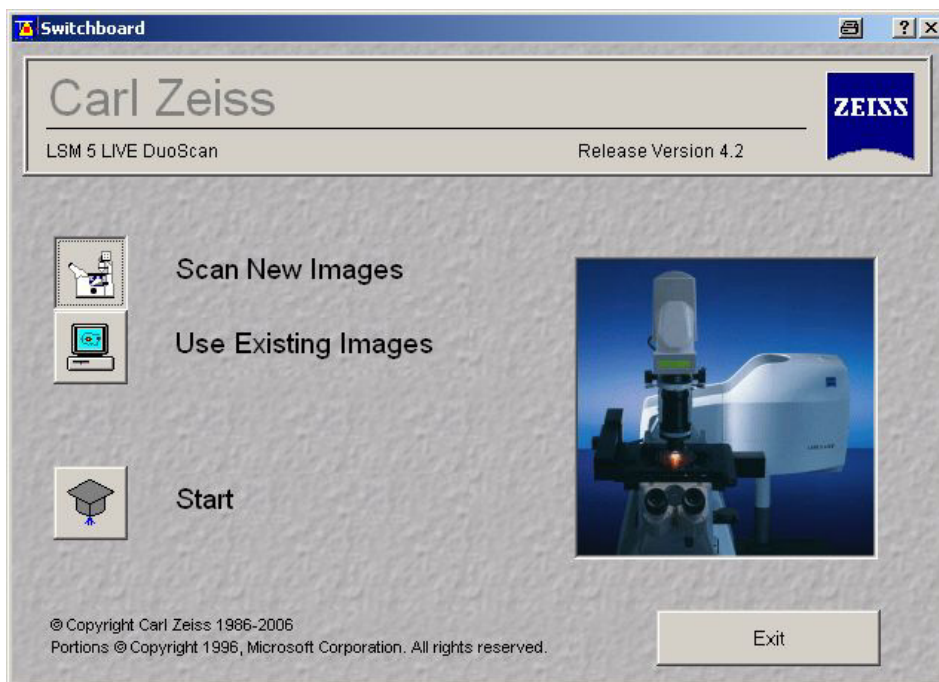 Switchboard
Carl Zeiss
ZEISS
LSM 5 LIVE DuoScan
Release Version 4.2
Scan New Images
Use Existing Images
Start
© Copyright Carl Zeiss 1986-2006
Portions © Copyright 1996, Microsoft Corporation. All rights reserved.
Exit